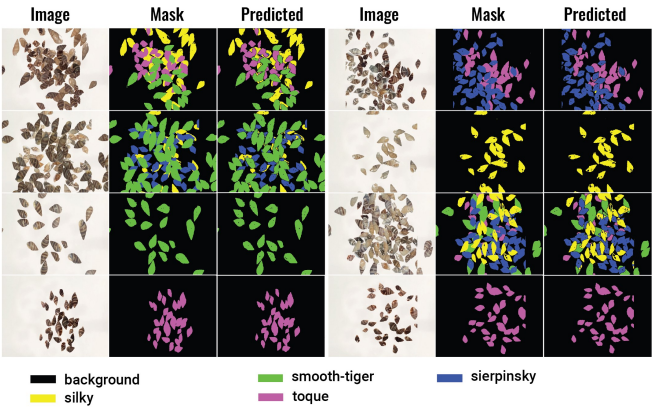 Image Mask Predicted Image Mask Predicted
background smooth-tiger sierpinsky
silky toque